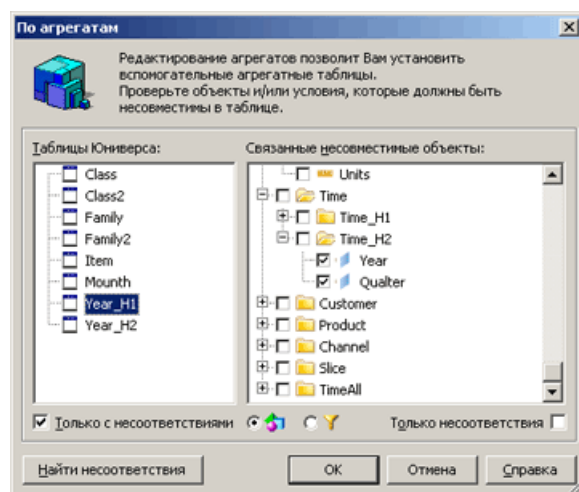 По агрегатам
Редактирование агрегатов позволит Вам установить
вспомогательные агрегатные таблицы.
Проверьте объекты и/или условия, которые должны быть
несовместимы в таблице.
Таблицы Юниверса:
Class
Class2
Family
Family2
Item
Mounth
Year_H1
Year_H2
Связанные несовместимые объекты:
Units
Time
Time_H1
Time_H2
Year
Qualter
Customer
Product
Channel
Slice
TimeAll
Только с несоответствиями
Только несоответствия
Найти несоответствия
OK
Отмена
Справка